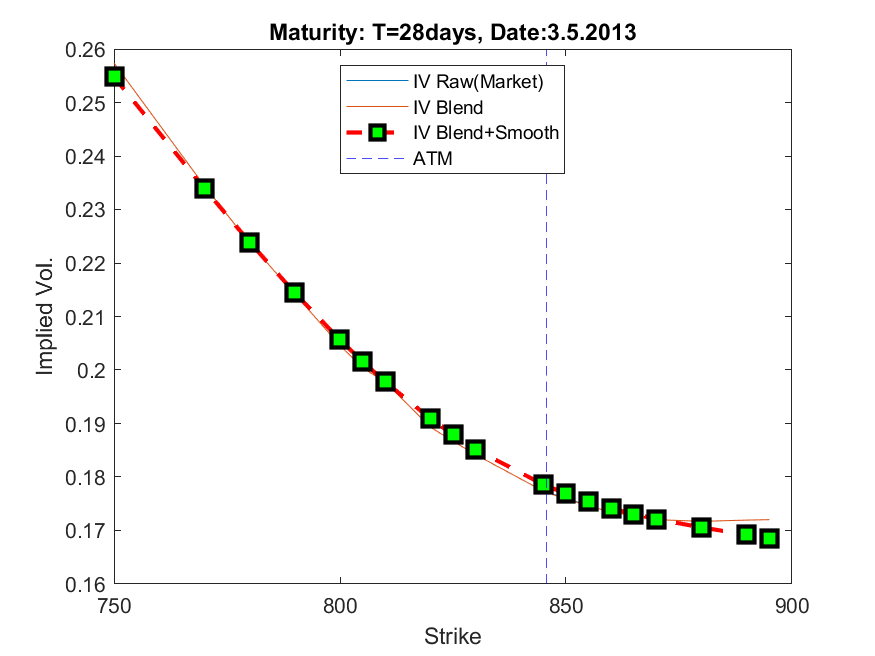 Maturity: T=28days, Date:3.5.2013
0.26
0.25
0.24
0.23
0.22
0.21
0.2
0.19
0.18
0.17
0.16
Implied Vol.
IV Raw(Market)
IV Blend
IV Blend+Smooth
ATM
750
800
850
900
Strike